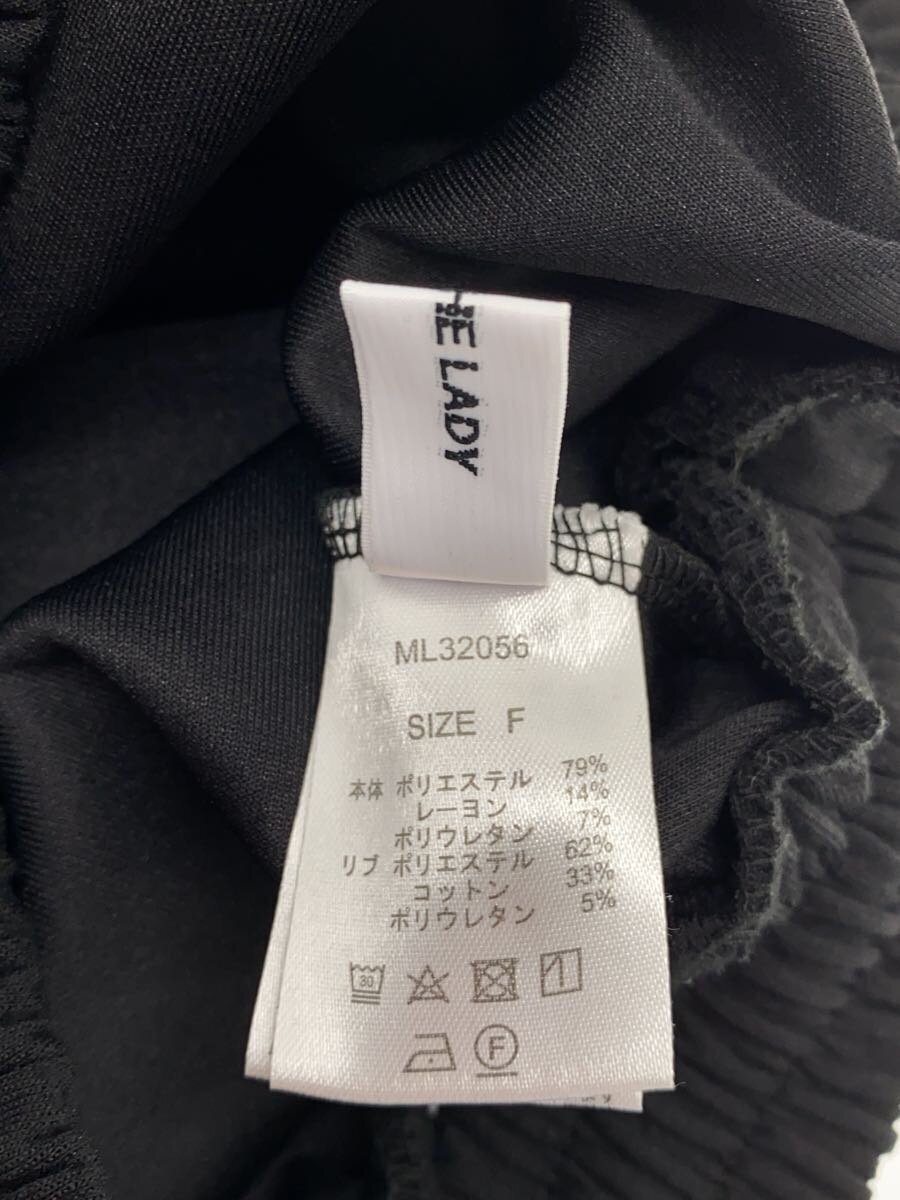 LADY
ML32056
SIZE F
本体 ポリエステル 79%
レーヨン 14%
ポリウレタン 7%
リブ ポリエステル 62%
コットン 33%
ポリウレタン 5%
30
F